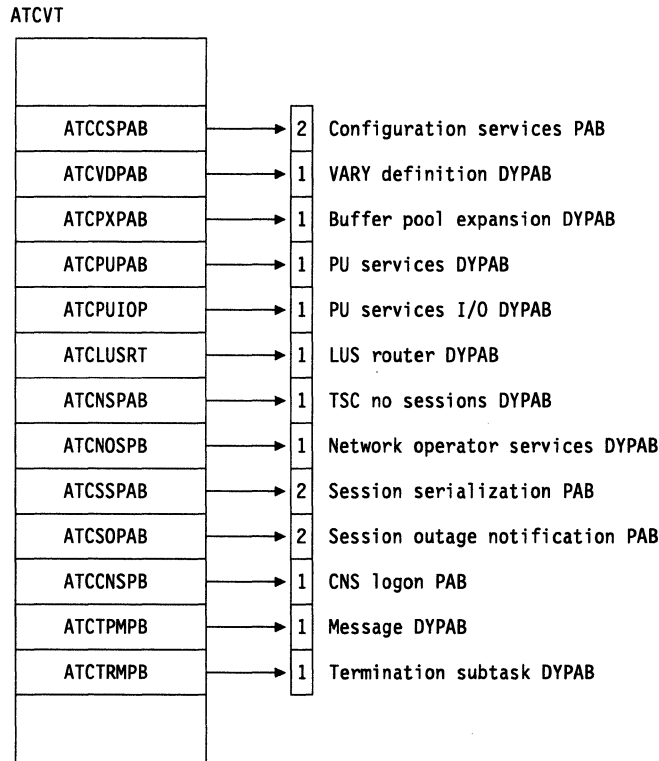 ATCVT
ATCCSPAB 2 Configuration services PAB
ATCVDPAB 1 VARY definition DYPAB
ATCPXPAB 1 Buffer pool expansion DYPAB
ATCPUPAB 1 PU services DYPAB
ATCPUIOP 1 PU services I/O DYPAB
ATCLUSRT 1 LUS router DYPAB
ATCNSPAB 1 TSC no sessions DYPAB
ATCNOSPB 1 Network operator services DYPAB
ATCSSPAB 2 Session serialization PAB
ATCSOPAB 2 Session outage notification PAB
ATCCNSPB 1 CNS logon PAB
ATCTPMPB 1 Message DYPAB
ATCTRMPB 1 Termination subtask DYPAB